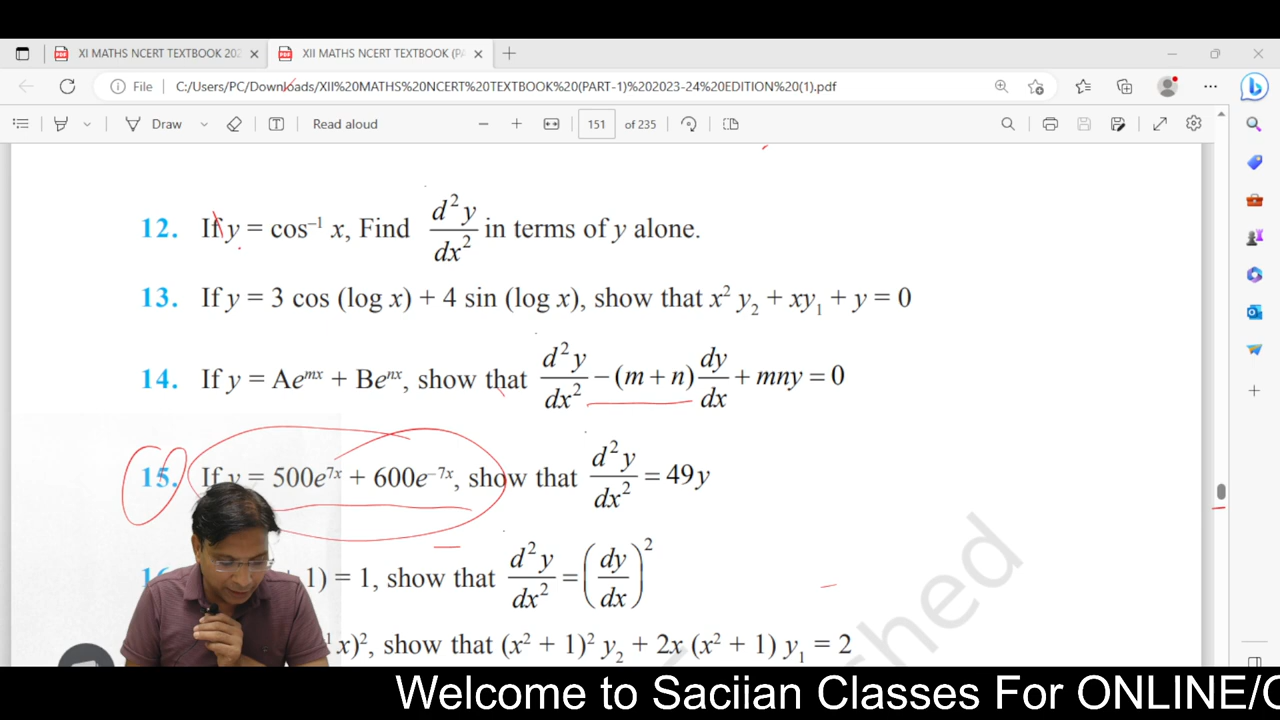 XI MATHS NCERT TEXTBOOK 202
XII MATHS NCERT TEXTBOOK (PA
File C:/Users/PC/Downloads/XII%20MATHS%20NCERT%20TEXTBOOK%20(PART-1)%202023-24%20EDITION%20(1).pdf
Draw Read aloud 151 of 235
12. If y = cos⁻¹ x, Find d²y/dx² in terms of y alone.
13. If y = 3 cos (log x) + 4 sin (log x), show that x² y₂ + xy₁ + y = 0
14. If y = Ae^{mx} + Be^{nx}, show that d²y/dx² − (m + n) dy/dx + mny = 0
15. If y = 500e^{7x} + 600e^{−7x}, show that d²y/dx² = 49y
1) = 1, show that d²y/dx² = (dy/dx)²
x)², show that (x² + 1)² y₂ + 2x (x² + 1) y₁ = 2
shed
Welcome to Saciian Classes For ONLINE/